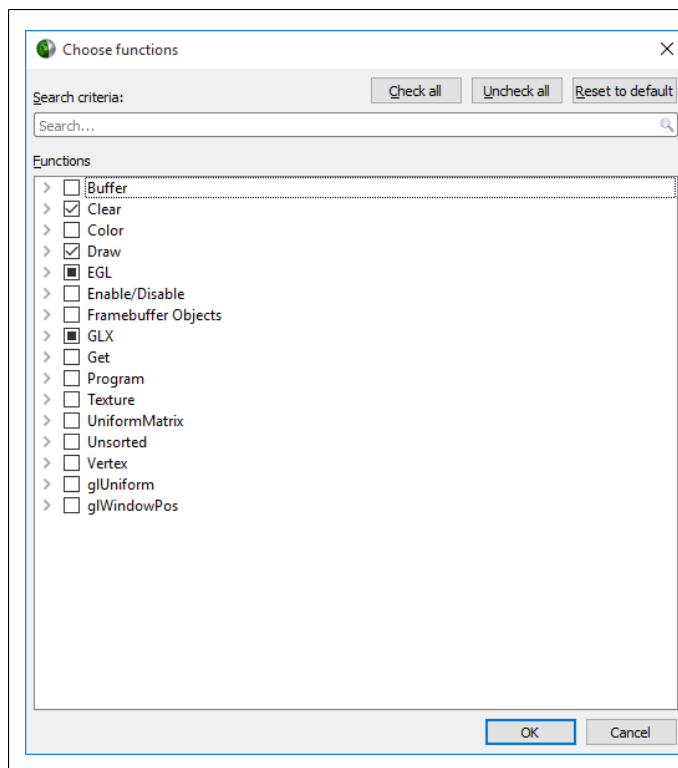 Choose functions
Check all Uncheck all Reset to default
Search criteria:
Search...
Functions
Buffer
Clear
Color
Draw
EGL
Enable/Disable
Framebuffer Objects
GLX
Get
Program
Texture
UniformMatrix
Unsorted
Vertex
glUniform
glWindowPos
OK Cancel